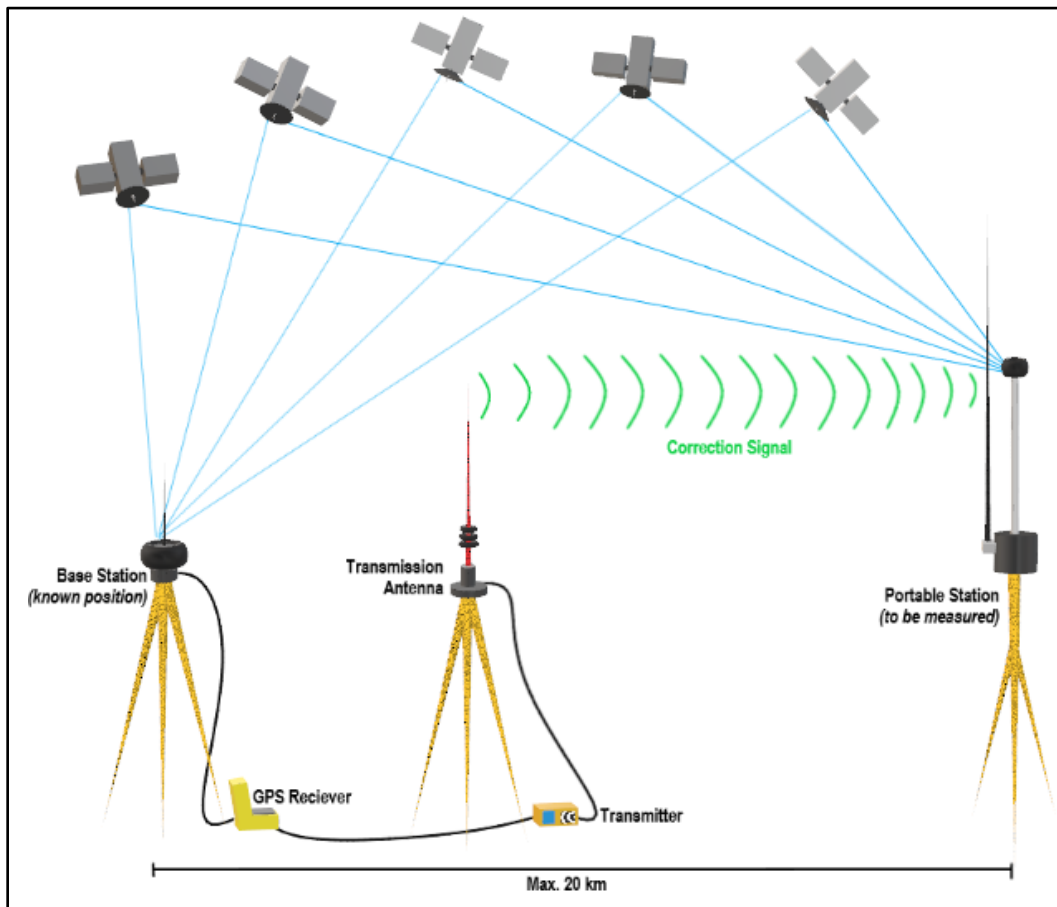 Correction Signal
Base Station
(known position)
Transmission
Antenna
Portable Station
(to be measured)
GPS Reciever
Transmitter
Max. 20 km